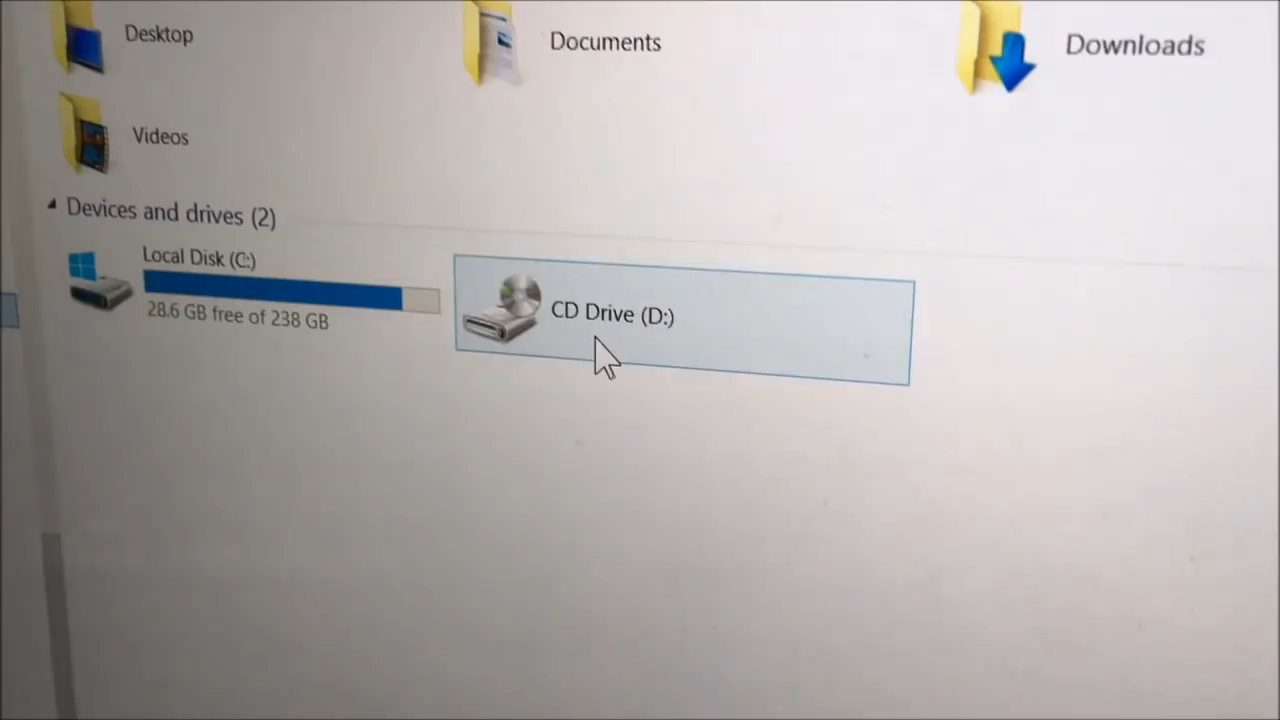 Desktop
Documents
Downloads
Videos
Devices and drives (2)
Local Disk (C:)
28.6 GB free of 238 GB
CD Drive (D:)